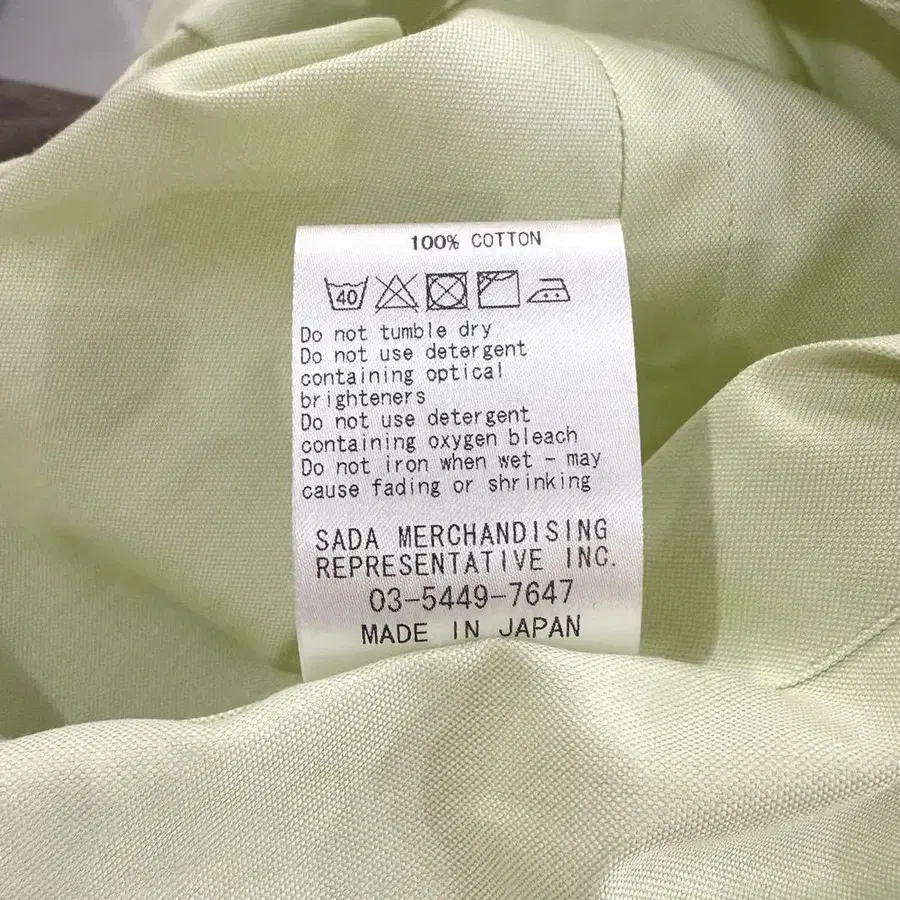 100% COTTON
40
Do not tumble dry
Do not use detergent
containing optical
brighteners
Do not use detergent
containing oxygen bleach
Do not iron when wet - may
cause fading or shrinking
SADA MERCHANDISING
REPRESENTATIVE INC.
03-5449-7647
MADE IN JAPAN